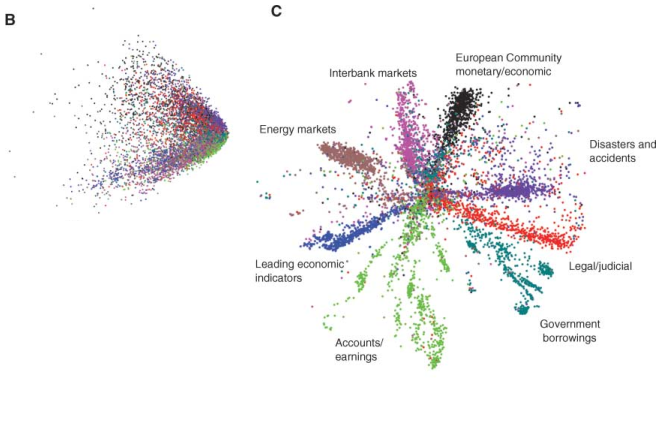 B
C
Interbank markets
European Community
monetary/economic
Energy markets
Disasters and
accidents
Leading economic
indicators
Legal/judicial
Government
borrowings
Accounts/
earnings